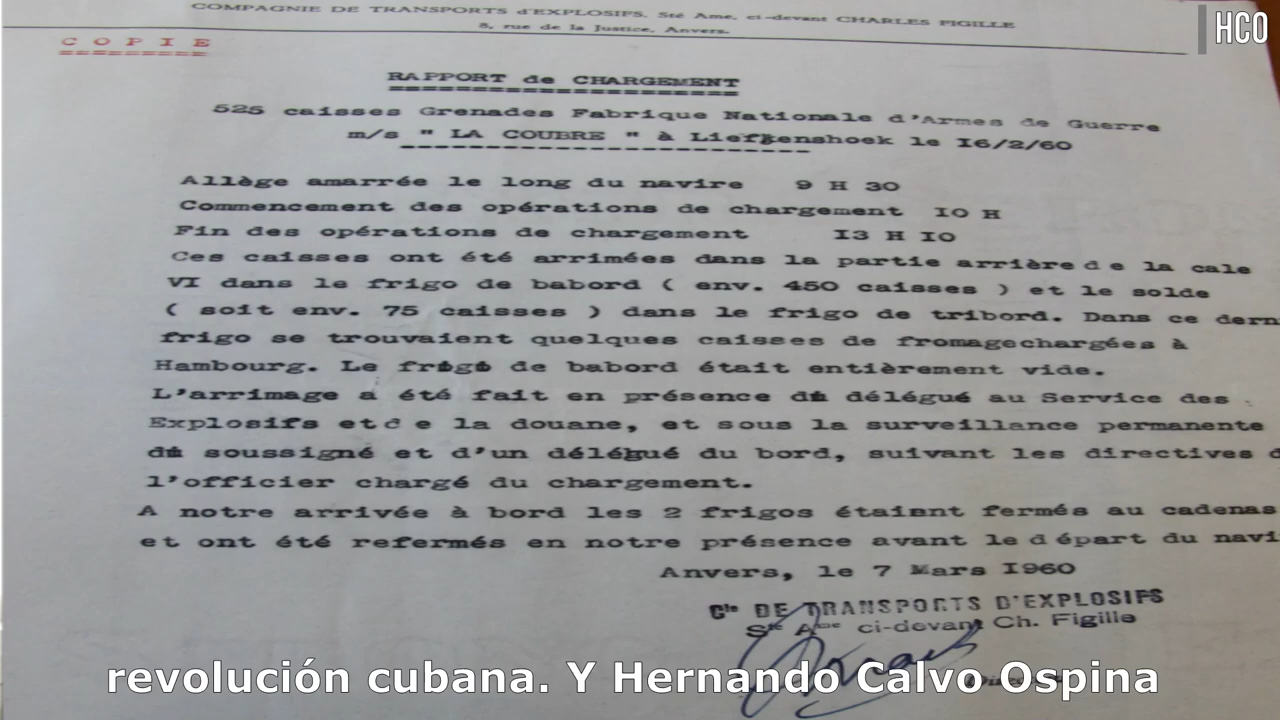 COMPAGNIE DE TRANSPORTS d'EXPLOSIFS, Sté Ame, ci-devant CHARLES FIGILLE
8, rue de la Justice, Anvers.
HCO
COPIE
RAPPORT de CHARGEMENT
525 caisses Grenades Fabrique Nationale d'Armes de Guerre
m/s " LA COUBRE " à Liefkenshoek le I6/2/60
Allège amarrée le long du navire 9 H 30
Commencement des opérations de chargement IO H
Fin des opérations de chargement I3 H IO
Ces caisses ont été arrimées dans la partie arrière de la cale
VI dans le frigo de babord ( env. 450 caisses ) et le solde
( soit env. 75 caisses ) dans le frigo de tribord. Dans ce dern
frigo se trouvaient quelques caisses de fromagechargées à
Hambourg. Le frigo de babord était entièrement vide.
L'arrimage a été fait en présence du délégué au Service des
Explosifs et de la douane, et sous la surveillance permanente
du soussigné et d'un délégué du bord, suivant les directives d
l'officier chargé du chargement.
A notre arrivée à bord les 2 frigos étaient fermés au cadenas
et ont été refermés en notre présence avant le départ du navi
Anvers, le 7 Mars I960
Cie DE TRANSPORTS D'EXPLOSIFS
Sté Ame ci-devant Ch. Figille
revolución cubana. Y Hernando Calvo Ospina